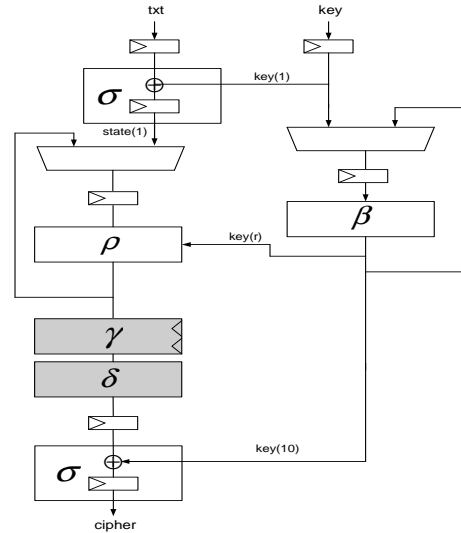 txt key
σ
key(1)
state(1)
β
ρ
key(r)
γ
δ
σ
key(10)
cipher